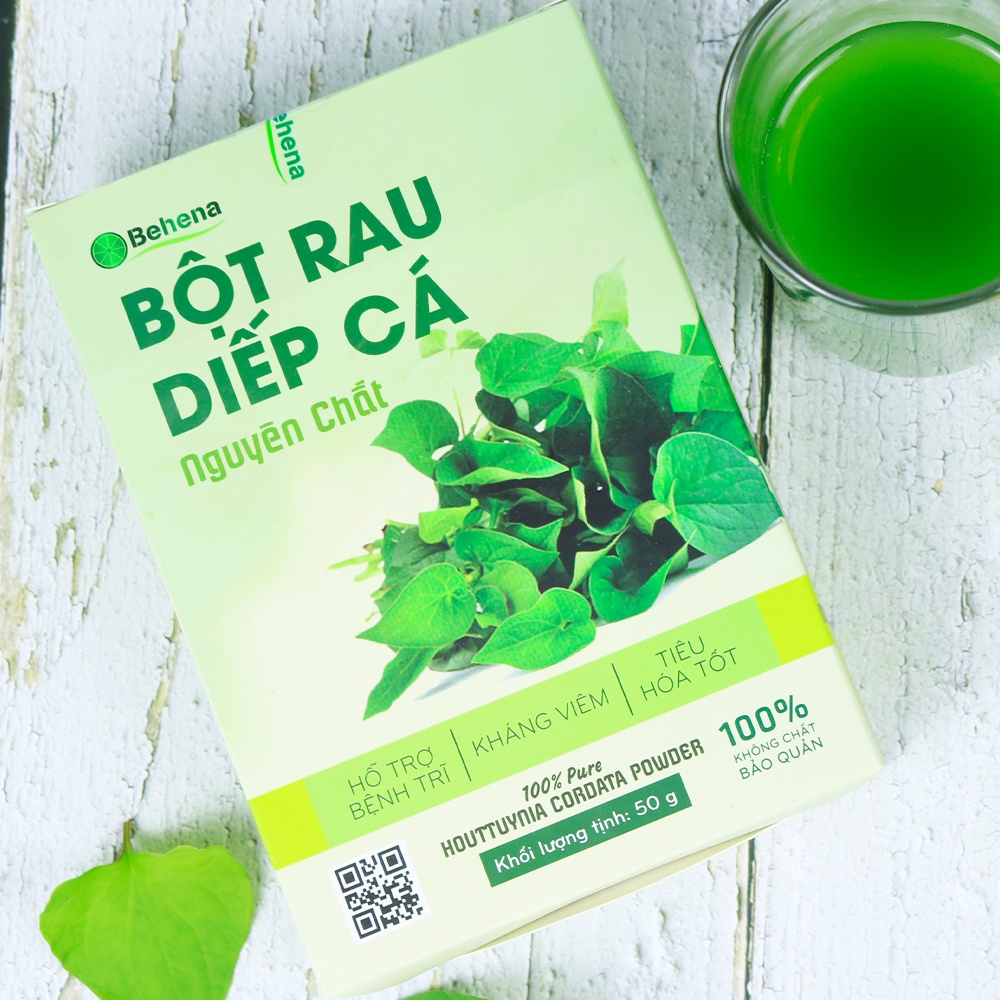 ehena
Behena
BỘT RAU
DIẾP CÁ
Nguyên Chất
HỖ TRỢ
BỆNH TRĨ
KHÁNG VIÊM
TIÊU
HÓA TỐT
100% Pure
HOUTTUYNIA CORDATA POWDER
Khối lượng tịnh: 50 g
100%
KHÔNG CHẤT
BẢO QUẢN